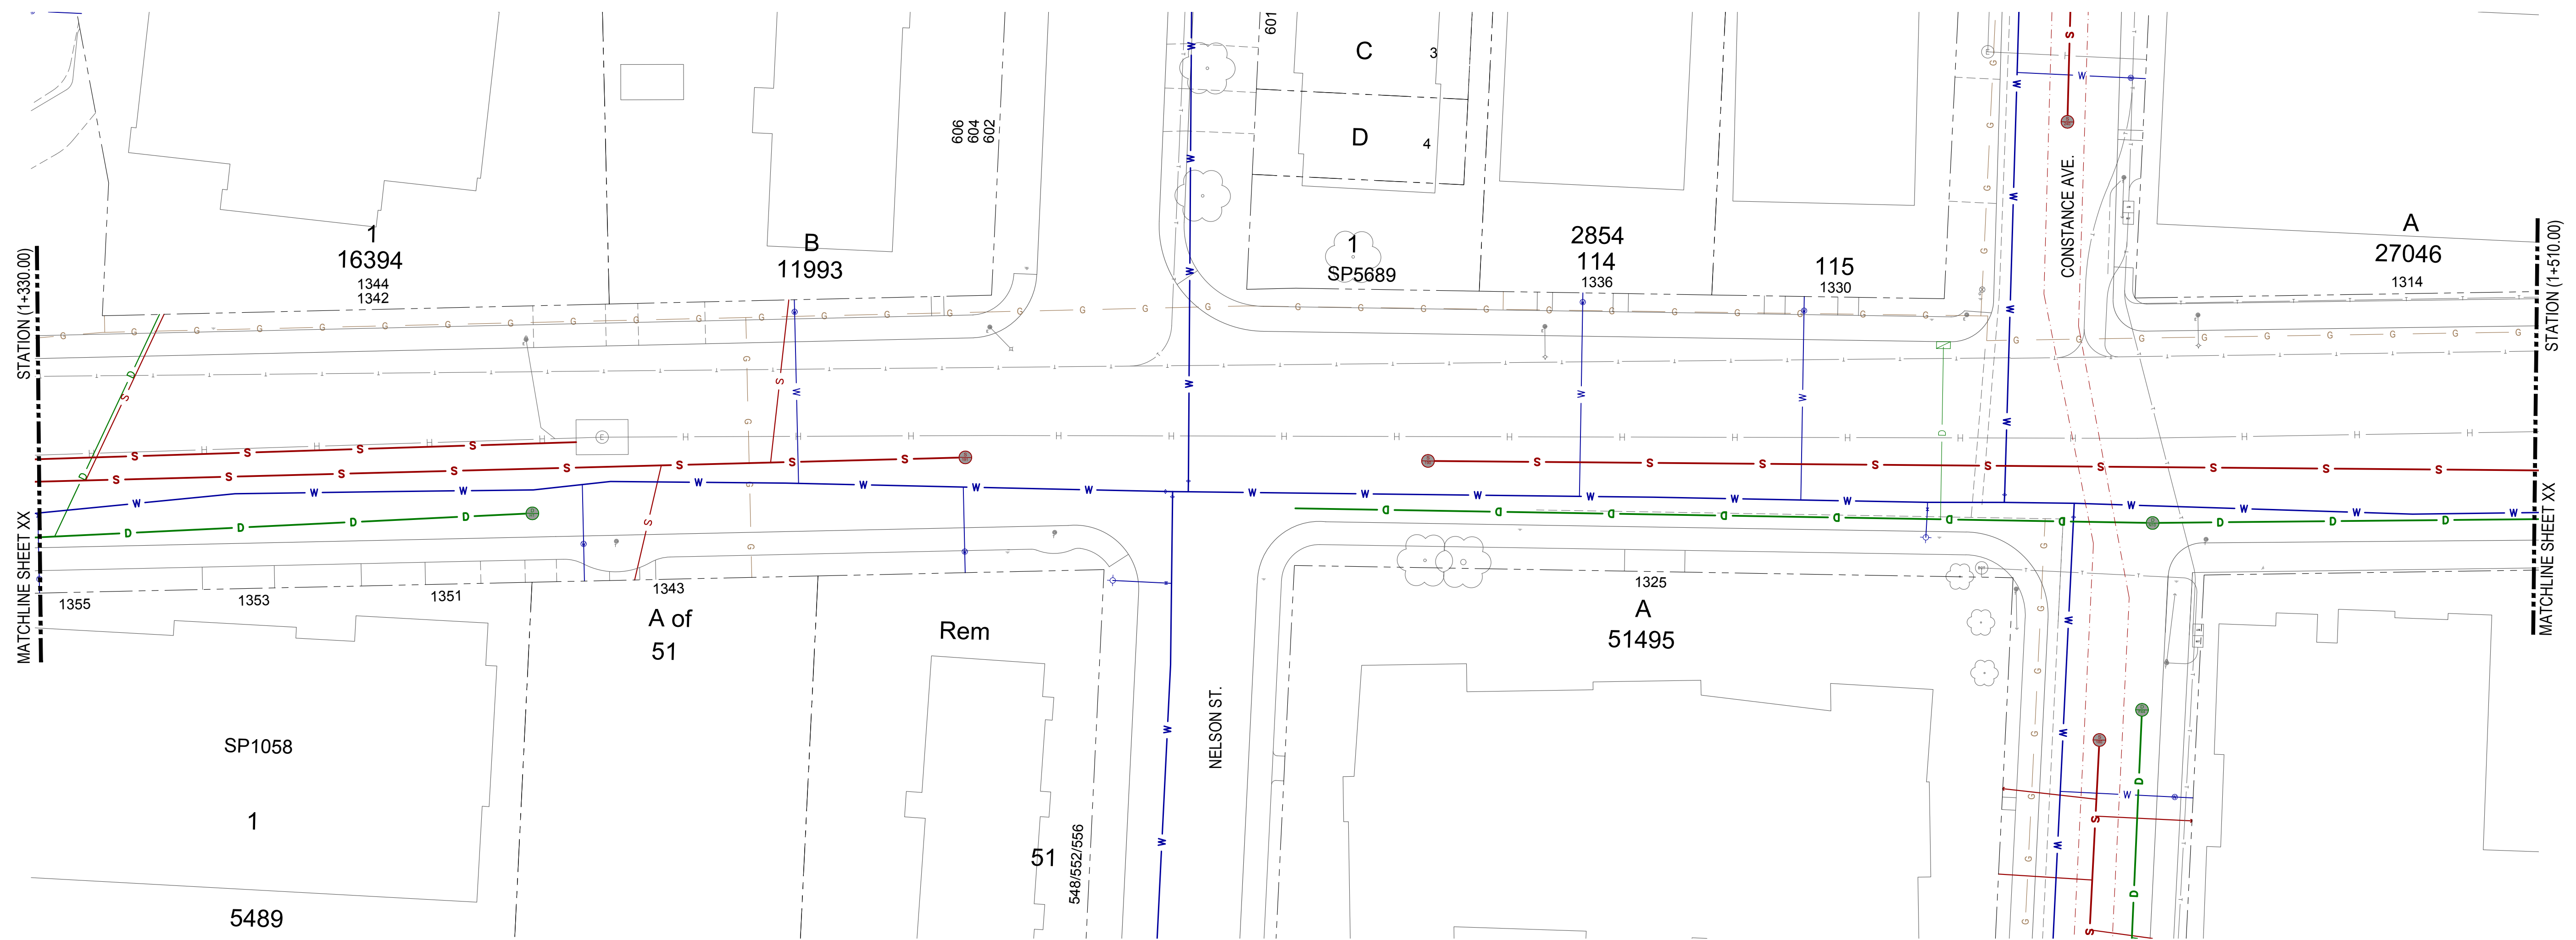 601
C
3
D
4
606
604
602
CONSTANCE AVE.
STATION (1+330.00)
MATCHLINE SHEET XX
1
16394
1344
1342
B
11993
1
SP5689
2854
114
1336
115
1330
A
27046
1314
STATION (1+510.00)
MATCHLINE SHEET XX
1355
1353
1351
1343
A of
51
Rem
51
548/552/556
NELSON ST.
1325
A
51495
SP1058
1
5489